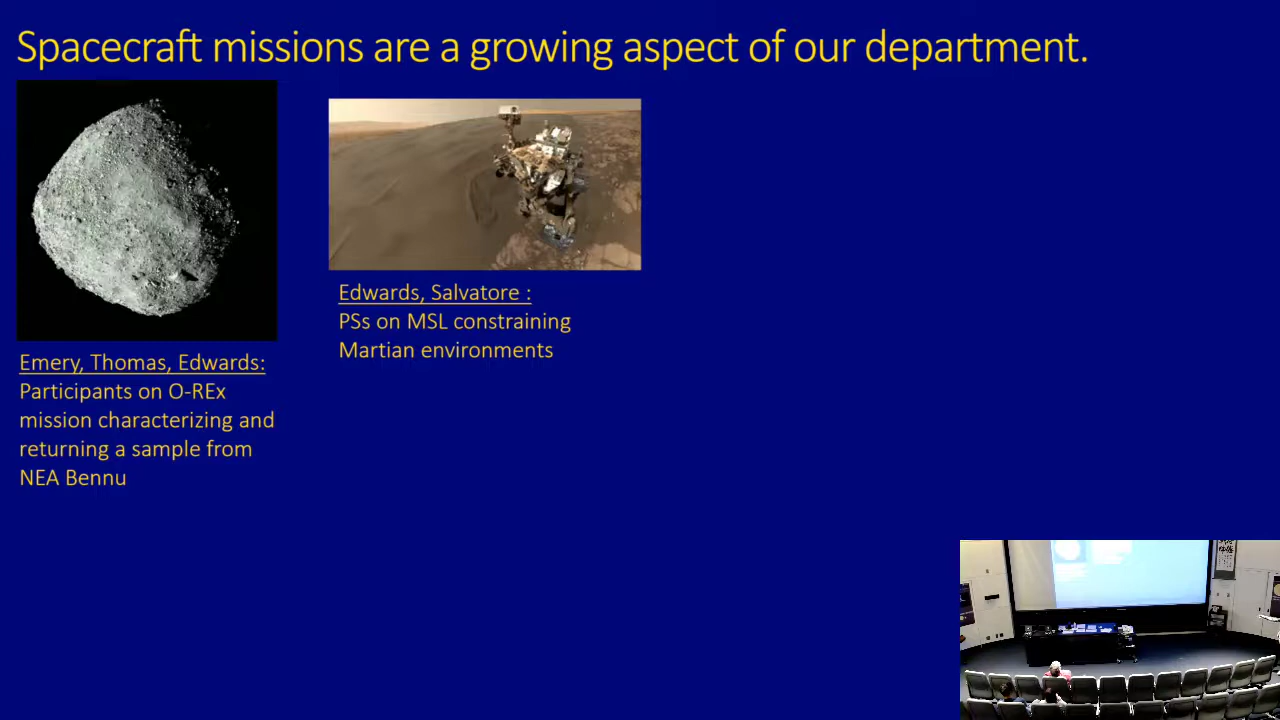 Spacecraft missions are a growing aspect of our department.
Emery, Thomas, Edwards:
Participants on O-REx
mission characterizing and
returning a sample from
NEA Bennu
Edwards, Salvatore :
PSs on MSL constraining
Martian environments